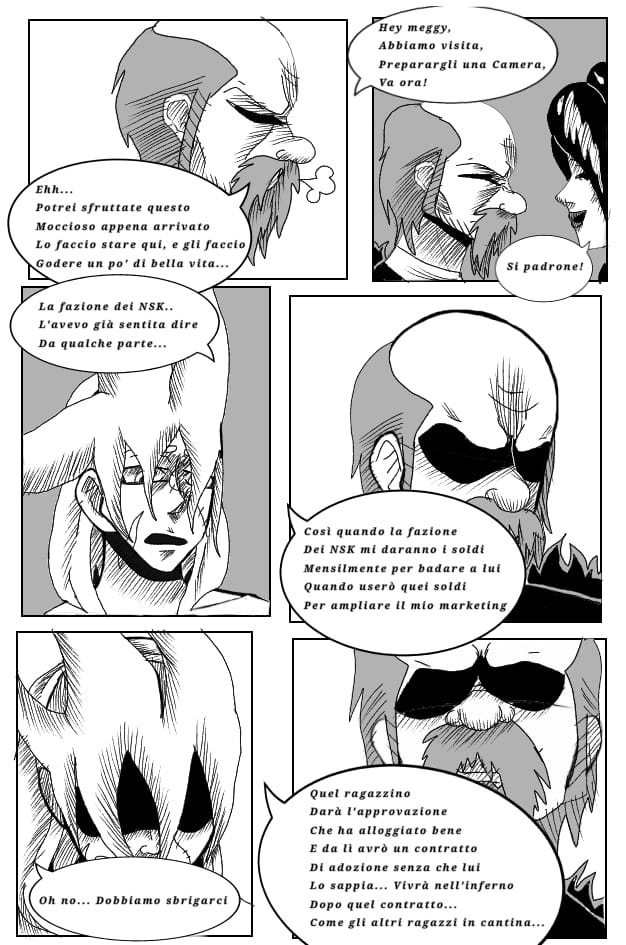 Ehh...
Potrei sfruttate questo
Moccioso appena arrivato
Lo faccio stare qui, e gli faccio
Godere un po' di bella vita...
Hey meggy,
Abbiamo visita,
Preparargli una Camera,
Va ora!
Si padrone!
La fazione dei NSK..
L'avevo già sentita dire
Da qualche parte...
Così quando la fazione
Dei NSK mi daranno i soldi
Mensilmente per badare a lui
Quando userò quei soldi
Per ampliare il mio marketing
Oh no... Dobbiamo sbrigarci
Quel ragazzino
Darà l'approvazione
Che ha alloggiato bene
E da lì avrò un contratto
Di adozione senza che lui
Lo sappia... Vivrà nell'inferno
Dopo quel contratto...
Come gli altri ragazzi in cantina...